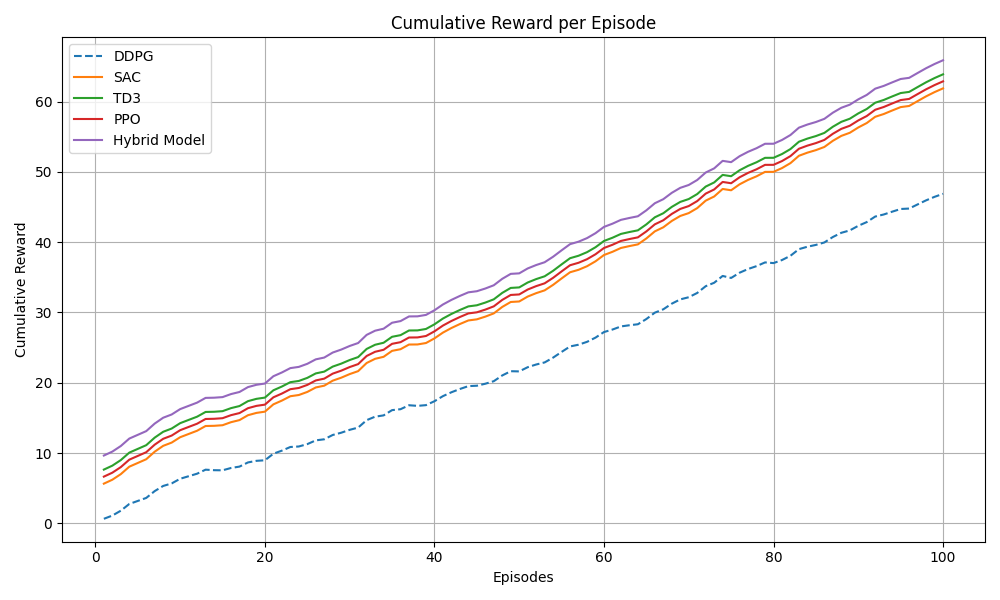 Cumulative Reward per Episode
DDPG
SAC
TD3
PPO
Hybrid Model
Cumulative Reward
60
50
40
30
20
10
0
0 20 40 60 80 100
Episodes